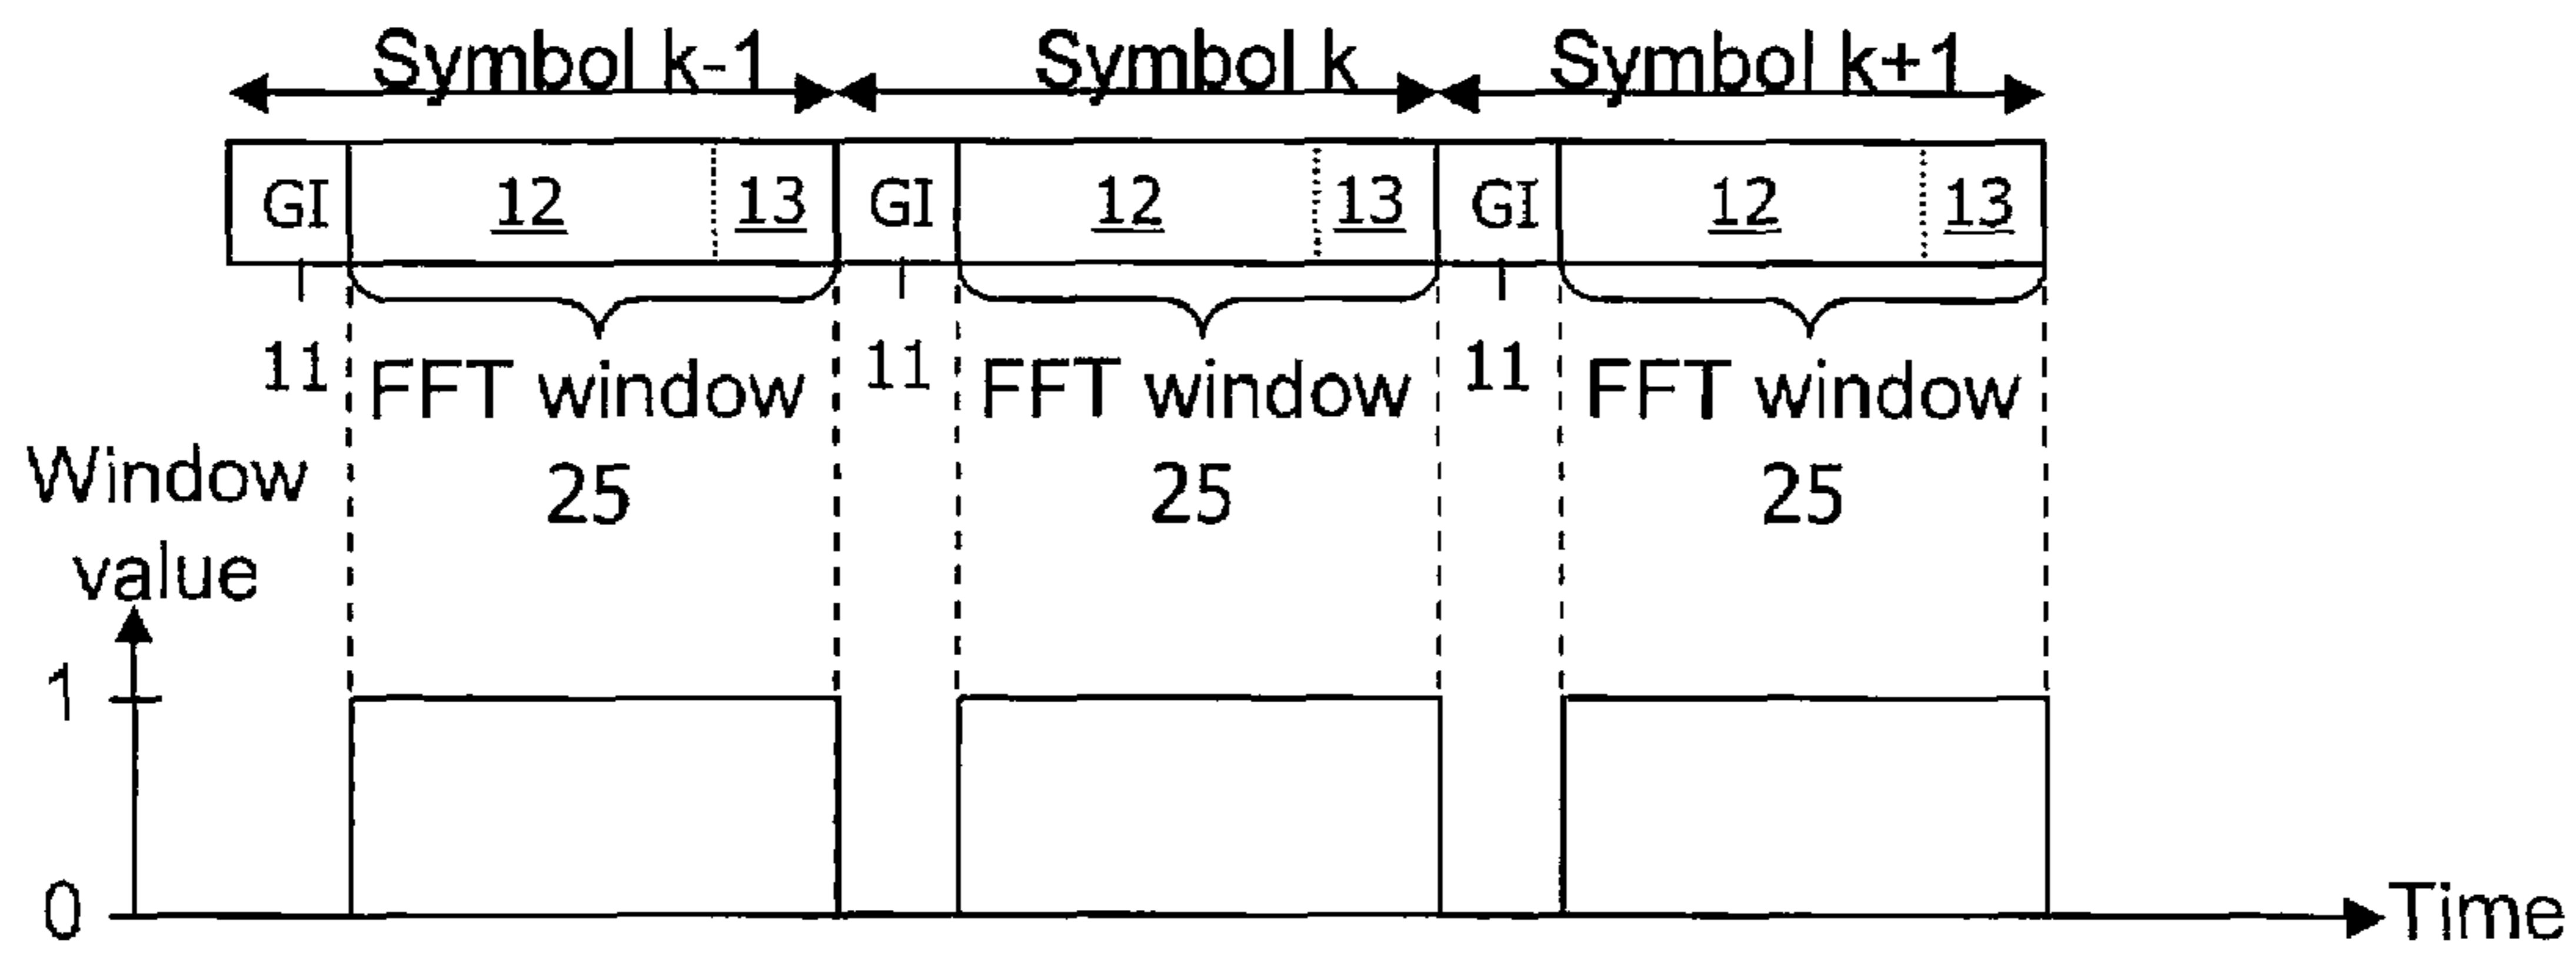 Symbol k-1 Symbol k Symbol k+1
GI 12 13 GI 12 13 GI 12 13
11 11 11
FFT window FFT window FFT window
25 25 25
Window
value
1
0
Time